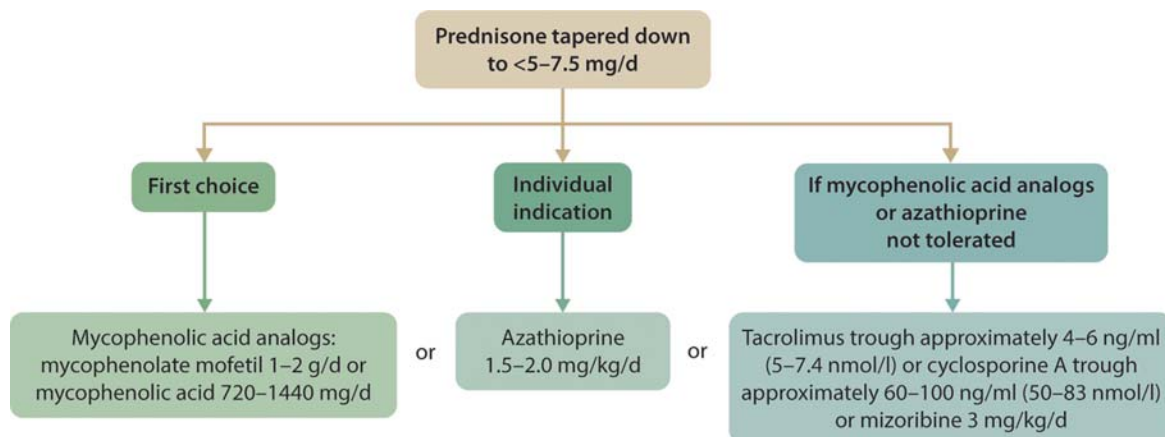 Prednisone tapered down
to <5–7.5 mg/d
First choice
Individual
indication
If mycophenolic acid analogs
or azathioprine
not tolerated
Mycophenolic acid analogs:
mycophenolate mofetil 1–2 g/d or
mycophenolic acid 720–1440 mg/d
or
Azathioprine
1.5–2.0 mg/kg/d
or
Tacrolimus trough approximately 4–6 ng/ml
(5–7.4 nmol/l) or cyclosporine A trough
approximately 60–100 ng/ml (50–83 nmol/l)
or mizoribine 3 mg/kg/d